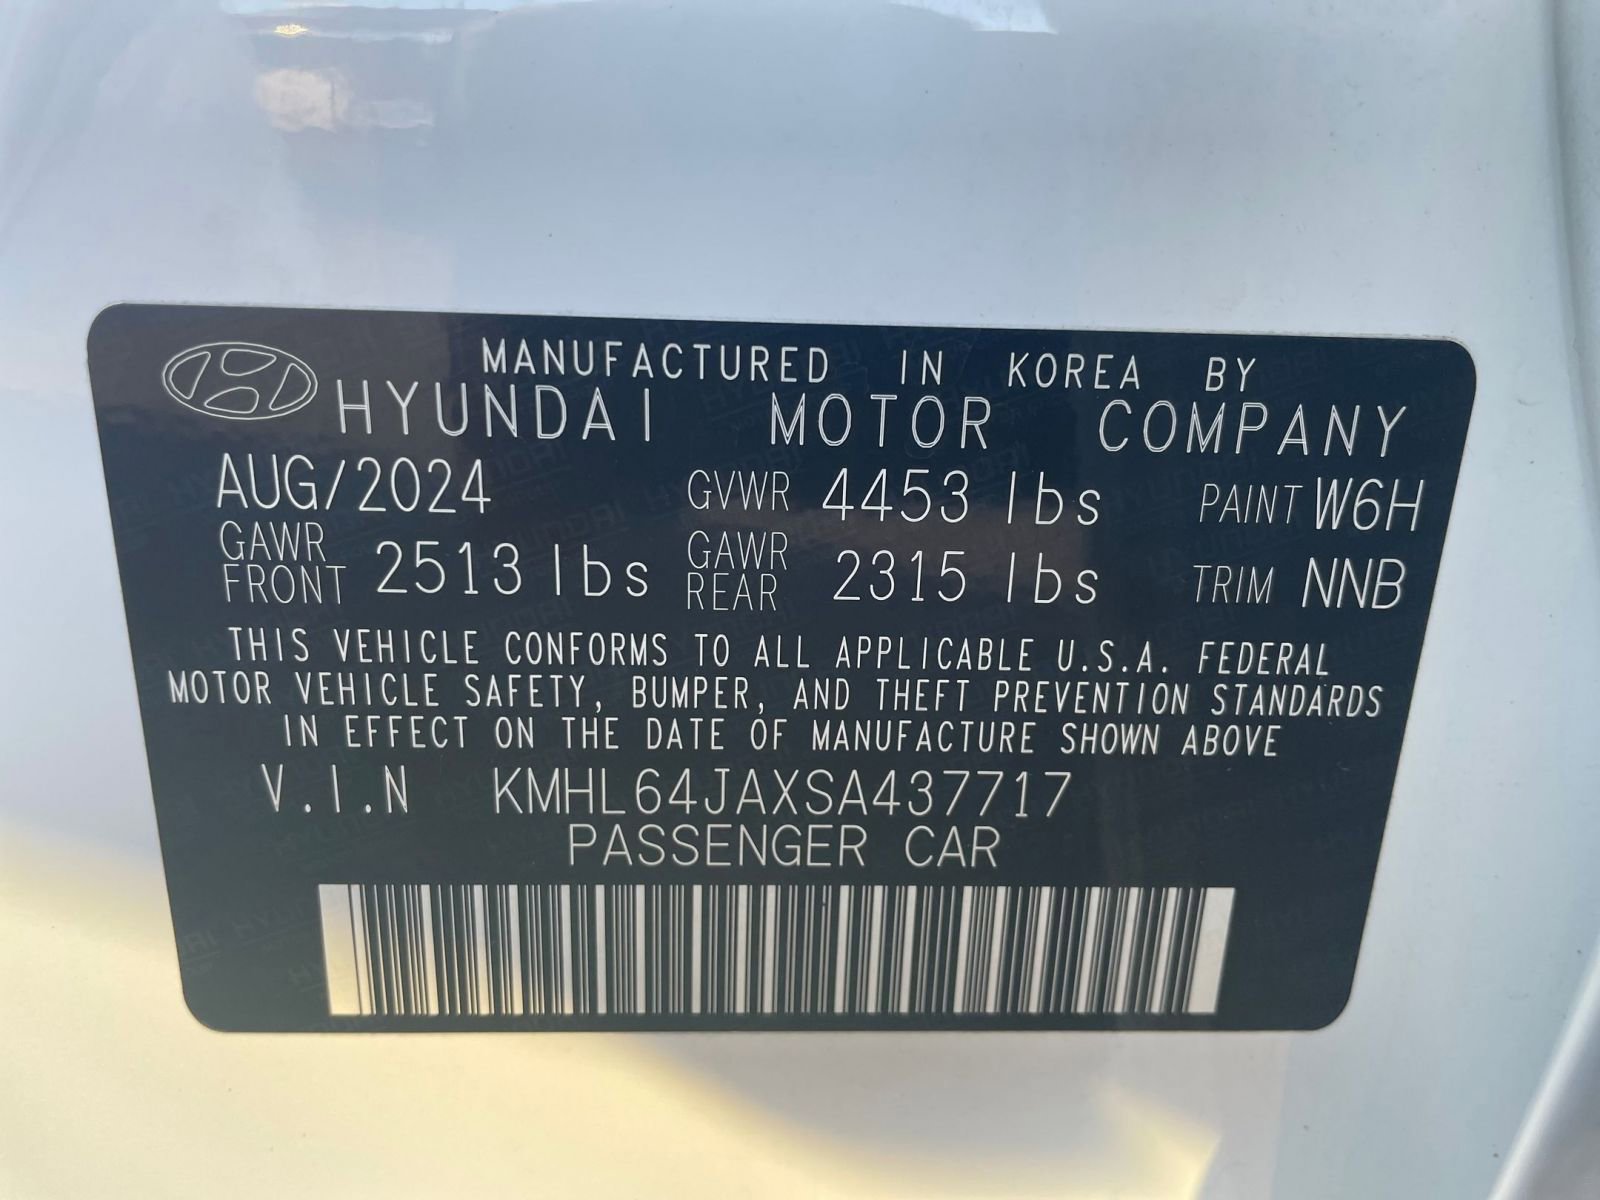 MANUFACTURED IN KOREA BY
HYUNDAI MOTOR COMPANY
AUG/2024 GVWR 4453 lbs PAINT W6H
GAWR FRONT 2513 lbs GAWR REAR 2315 lbs TRIM NNB
THIS VEHICLE CONFORMS TO ALL APPLICABLE U.S.A. FEDERAL
MOTOR VEHICLE SAFETY, BUMPER, AND THEFT PREVENTION STANDARDS
IN EFFECT ON THE DATE OF MANUFACTURE SHOWN ABOVE
V.I.N KMHL64JAXSA437717
PASSENGER CAR